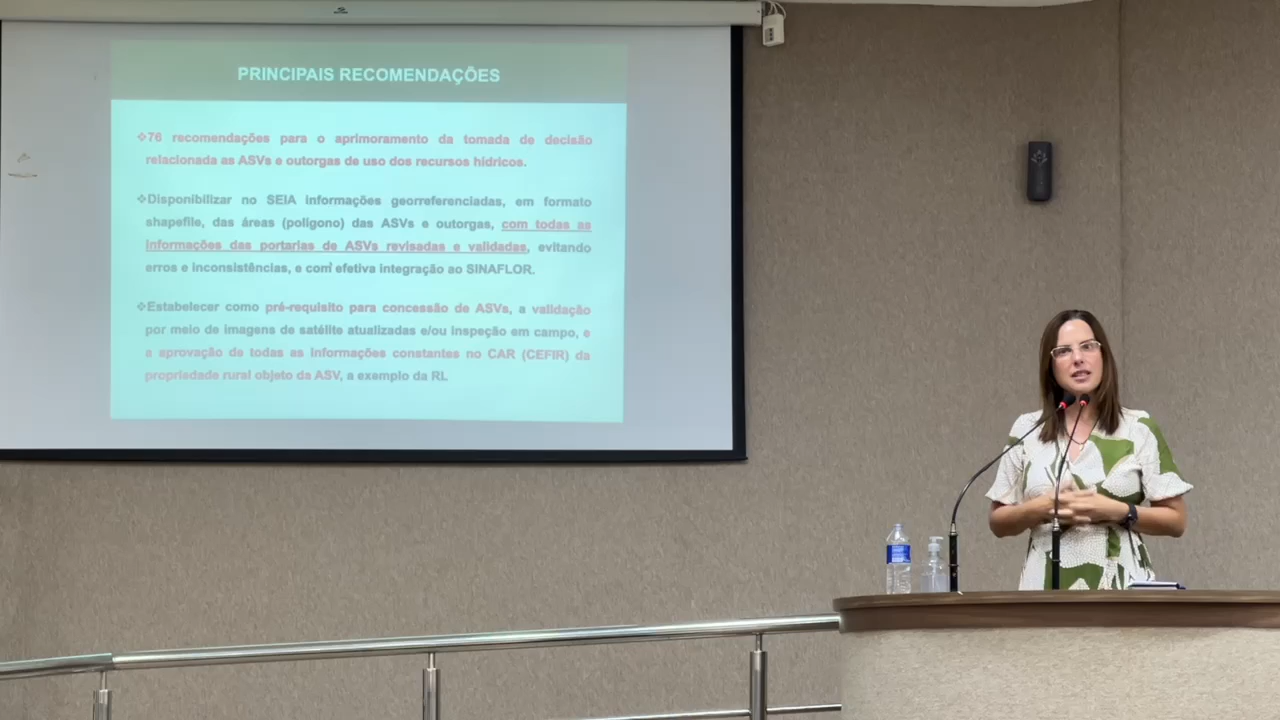 PRINCIPAIS RECOMENDAÇÕES
❖76 recomendações para o aprimoramento da tomada de decisão
relacionada as ASVs e outorgas de uso dos recursos hídricos.
❖Disponibilizar no SEIA informações georreferenciadas, em formato
shapefile, das áreas (polígono) das ASVs e outorgas, com todas as
informações das portarias de ASVs revisadas e validadas, evitando
erros e inconsistências, e com efetiva integração ao SINAFLOR.
❖Estabelecer como pré-requisito para concessão de ASVs, a validação
por meio de imagens de satélite atualizadas e/ou inspeção em campo, e
a aprovação de todas as informações constantes no CAR (CEFIR) da
propriedade rural objeto da ASV, a exemplo da RL